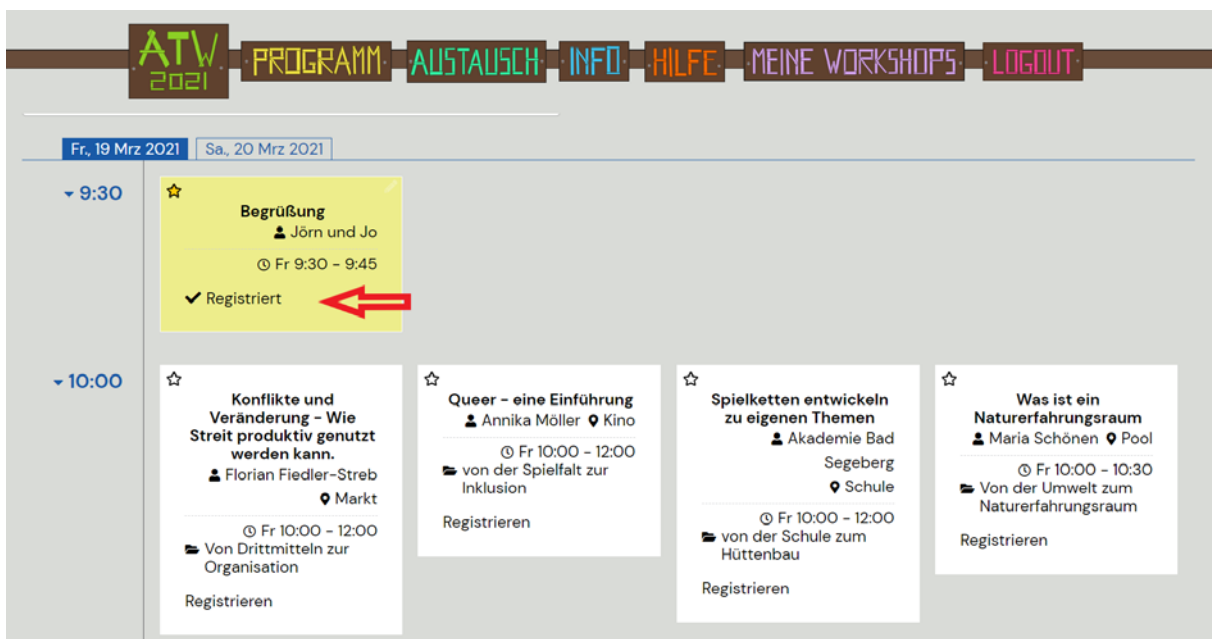 ATW
2021
PROGRAMM
AUSTAUSCH
INFO
HILFE
MEINE WORKSHOPS
LOGOUT
Fr., 19 Mrz 2021
Sa., 20 Mrz 2021
9:30
Begrüßung
Jörn und Jo
Fr 9:30 - 9:45
Registriert
10:00
Konflikte und
Veränderung - Wie
Streit produktiv genutzt
werden kann.
Florian Fiedler-Streb
Markt
Fr 10:00 - 12:00
Von Drittmitteln zur
Organisation
Registrieren
Queer - eine Einführung
Annika Möller Kino
Fr 10:00 - 12:00
von der Spielfalt zur
Inklusion
Registrieren
Spielketten entwickeln
zu eigenen Themen
Akademie Bad
Segeberg
Schule
Fr 10:00 - 12:00
von der Schule zum
Hüttenbau
Registrieren
Was ist ein
Naturerfahrungsraum
Maria Schönen Pool
Fr 10:00 - 10:30
Von der Umwelt zum
Naturerfahrungsraum
Registrieren